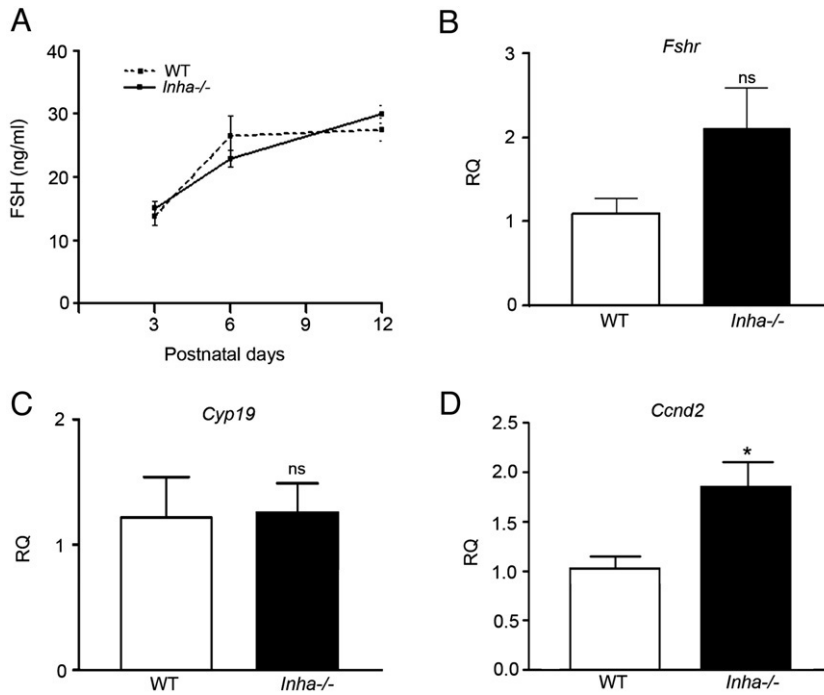 A
FSH (ng/ml)
40
30
20
10
0
WT
Inha-/-
3 6 9 12
Postnatal days
B
Fshr
RQ
3
2
1
0
ns
WT Inha-/-
C
Cyp19
RQ
2
1
0
ns
WT Inha-/-
D
Ccnd2
RQ
2.5
2.0
1.5
1.0
0.5
0.0
*
WT Inha-/-